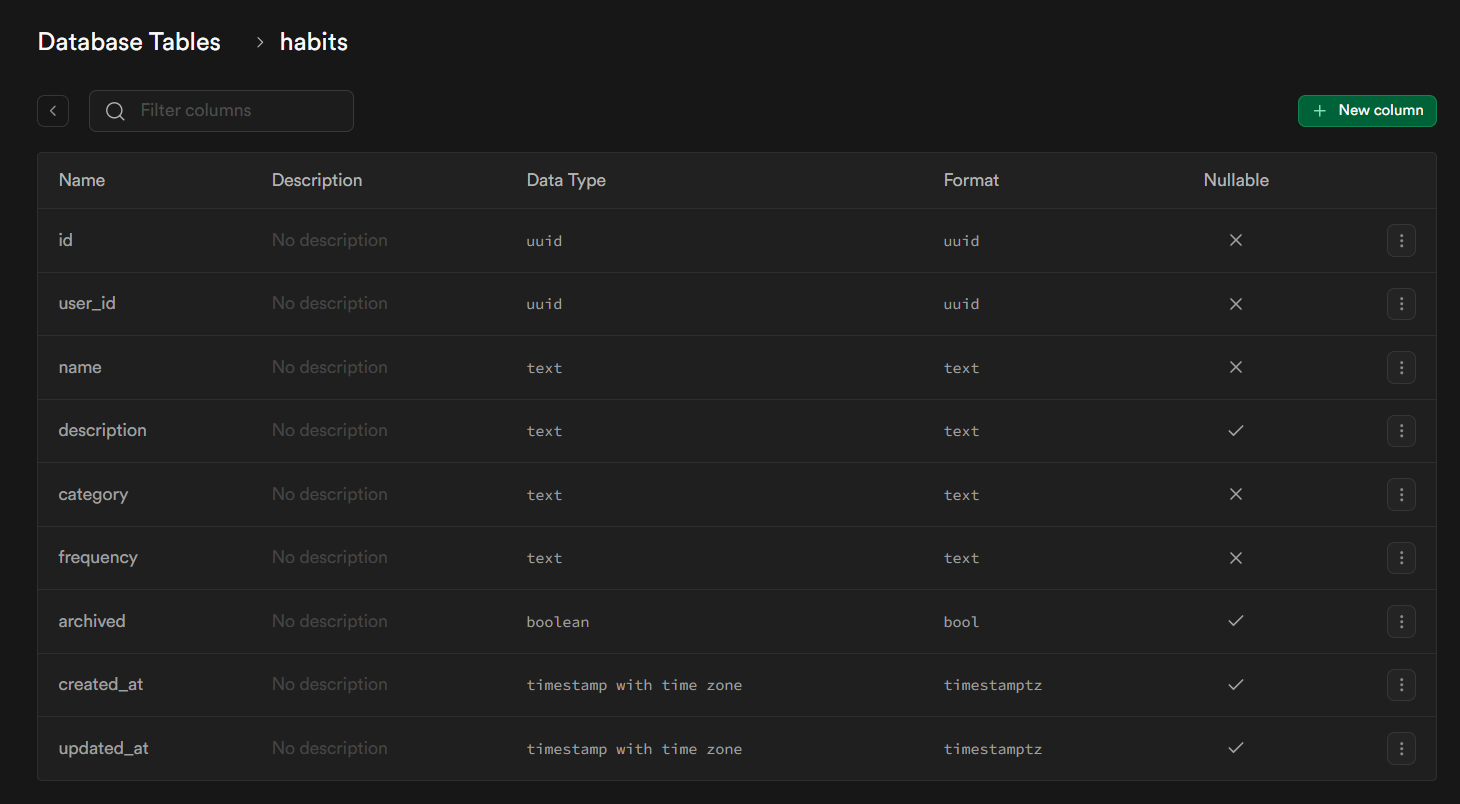 Database Tables > habits
Filter columns
New column
Name Description Data Type Format Nullable
id No description uuid uuid
user_id No description uuid uuid
name No description text text
description No description text text
category No description text text
frequency No description text text
archived No description boolean bool
created_at No description timestamp with time zone timestamptz
updated_at No description timestamp with time zone timestamptz